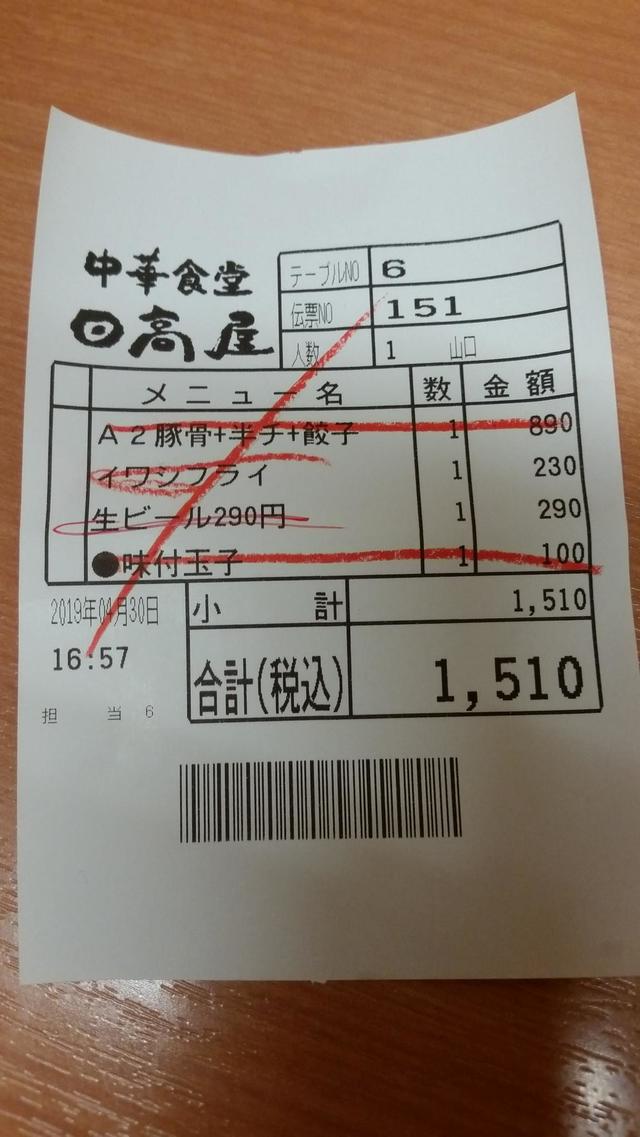 中華食堂
日高屋
テーブルNO 6
伝票NO 151
人数 1 山口
メニュー名 数 金額
A2豚骨+半チ+餃子 1 890
イワシフライ 1 230
生ビール290円 1 290
●味付玉子 1 100
2019年04月30日
16:57
小計 1,510
合計(税込) 1,510
担当6